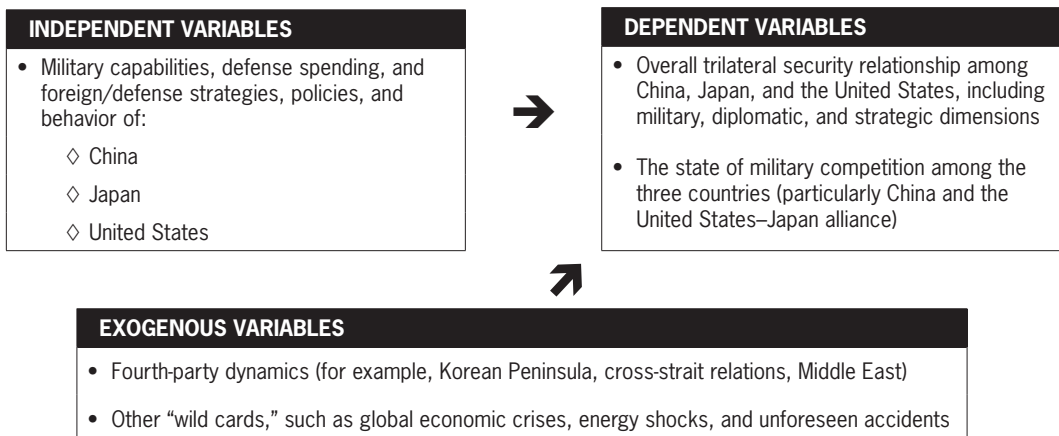 INDEPENDENT VARIABLES
• Military capabilities, defense spending, and
foreign/defense strategies, policies, and
behavior of:
◊ China
◊ Japan
◊ United States
DEPENDENT VARIABLES
• Overall trilateral security relationship among
China, Japan, and the United States, including
military, diplomatic, and strategic dimensions
• The state of military competition among the
three countries (particularly China and the
United States–Japan alliance)
EXOGENOUS VARIABLES
• Fourth-party dynamics (for example, Korean Peninsula, cross-strait relations, Middle East)
• Other “wild cards,” such as global economic crises, energy shocks, and unforeseen accidents